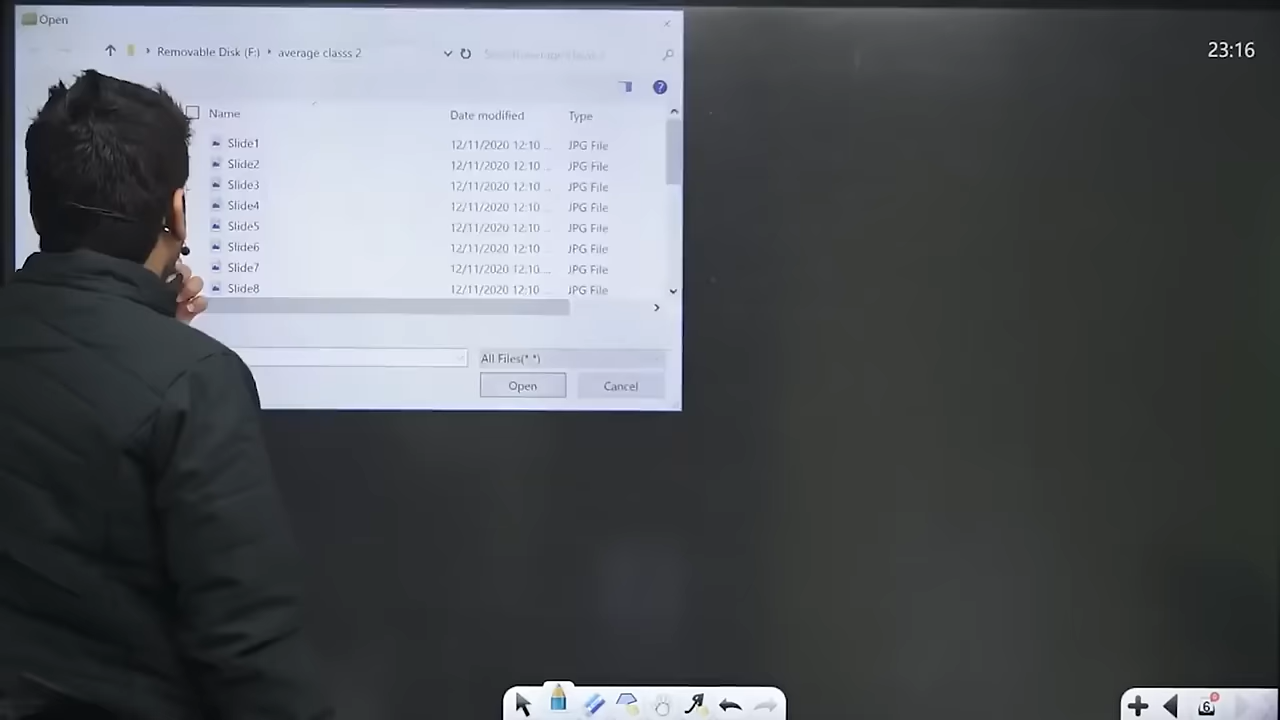 Open
23:16
Removable Disk (F:) average classs 2
Name Date modified Type
Slide1 12/11/2020 12:10 ... JPG File
Slide2 12/11/2020 12:10 ... JPG File
Slide3 12/11/2020 12:10 ... JPG File
Slide4 12/11/2020 12:10 ... JPG File
Slide5 12/11/2020 12:10 ... JPG File
Slide6 12/11/2020 12:10 ... JPG File
Slide7 12/11/2020 12:10 ... JPG File
Slide8 12/11/2020 12:10 ... JPG File
All Files(*.*)
Open Cancel
6